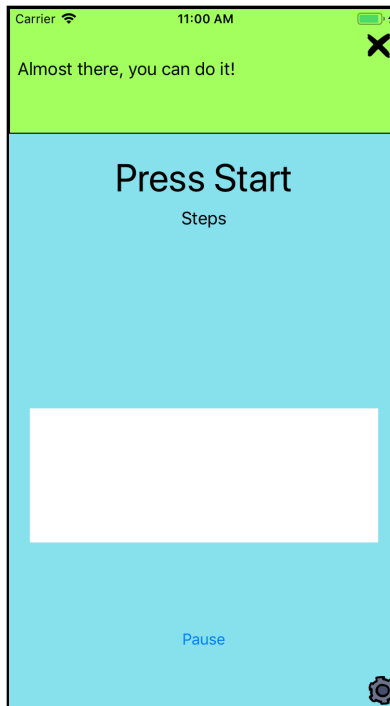 Carrier 11:00 AM
Almost there, you can do it!
Press Start
Steps
Pause